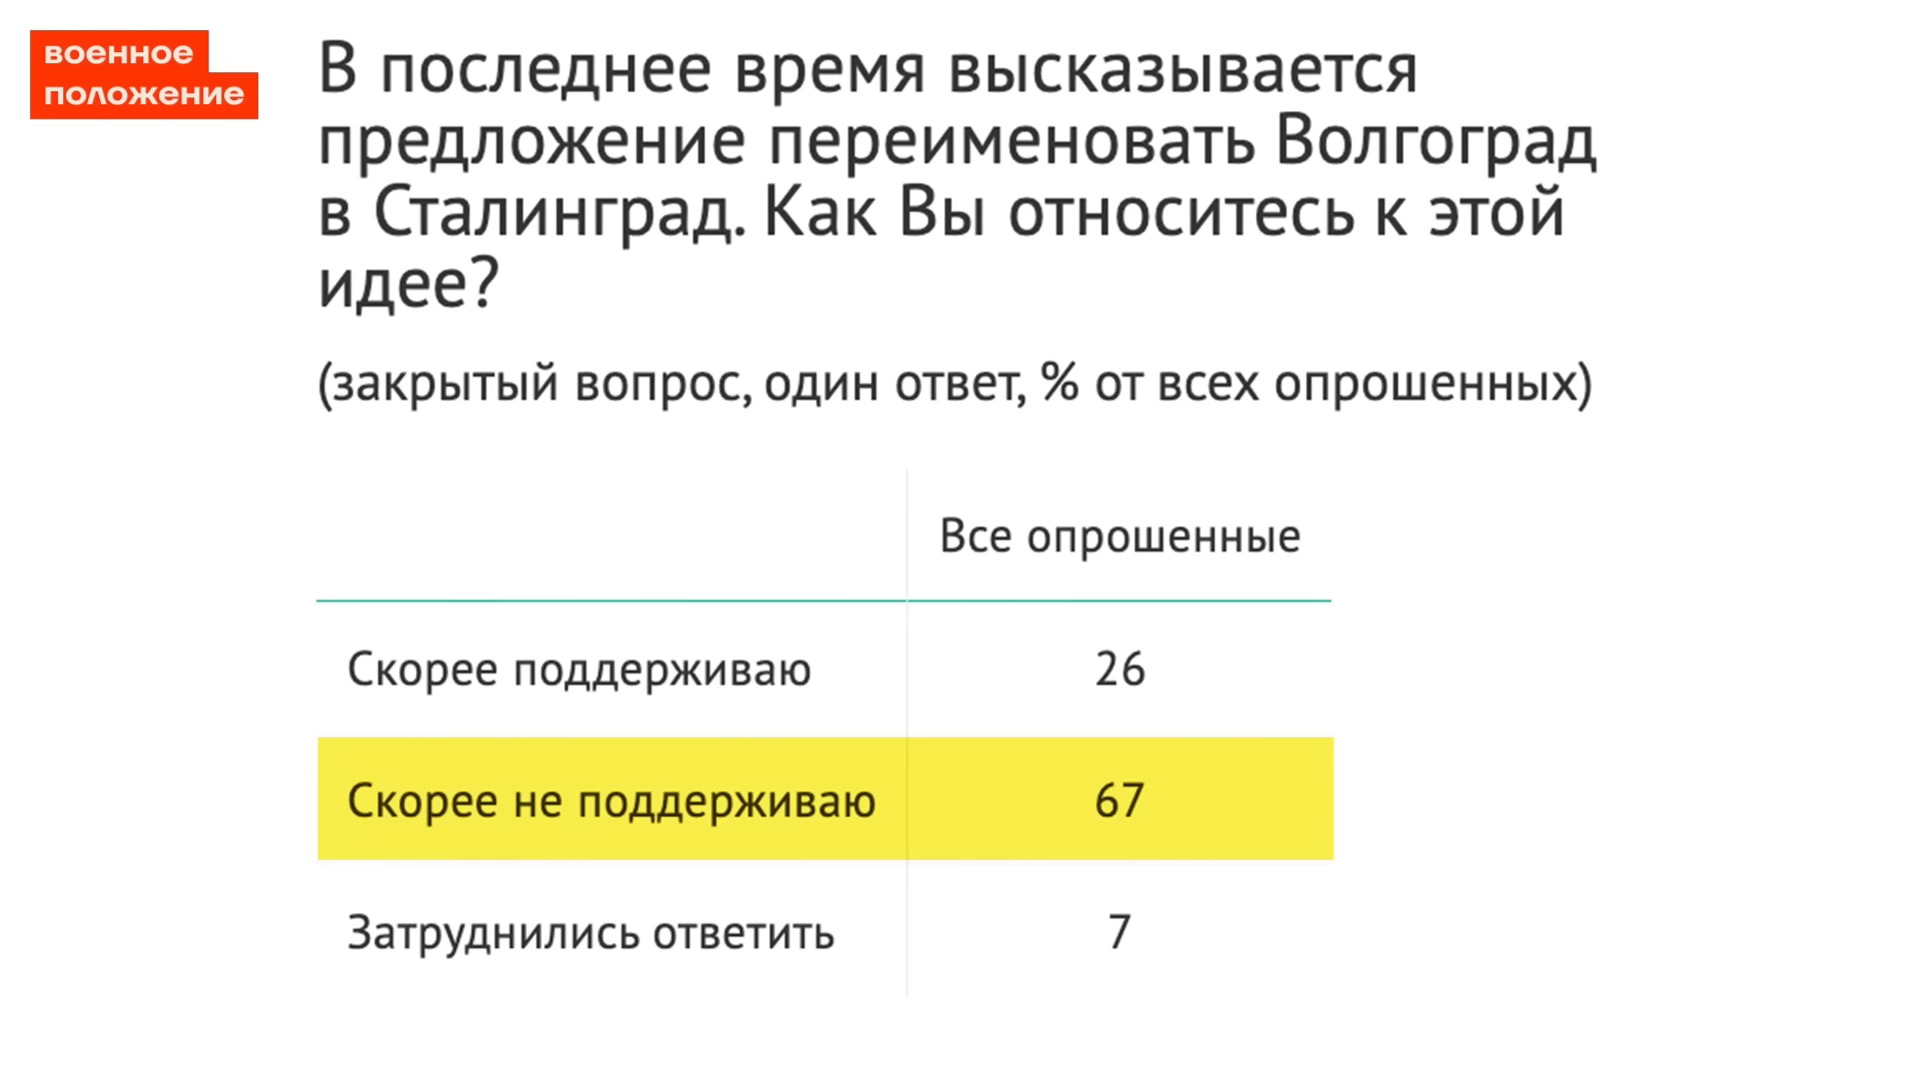 военное
положение
В последнее время высказывается
предложение переименовать Волгоград
в Сталинград. Как Вы относитесь к этой
идее?
(закрытый вопрос, один ответ, % от всех опрошенных)
Все опрошенные
Скорее поддерживаю 26
Скорее не поддерживаю 67
Затруднились ответить 7